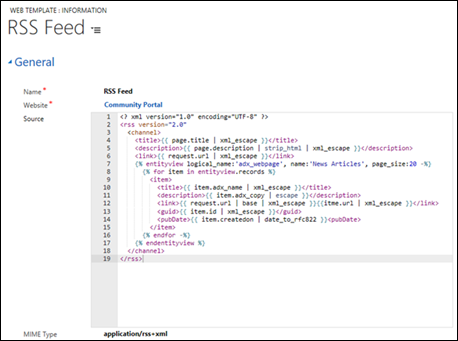 WEB TEMPLATE : INFORMATION
RSS Feed
General
Name * RSS Feed
Website * Community Portal
Source
1 <? xml version="1.0" encoding="UTF-8" ?>
2 <rss version="2.0"
3 <channel>
4 <title>{{ page.title | xml_escape }}</title>
5 <description>{{ page.description | strip_html | xml_escape }}</description>
6 <link>{{ request.url | xml_escape }}</link>
7 {% entityview logical_name:'adx_webpage', name:'News Articles', page_size:20 -%}
8 {% for item in entityview.records %}
9 <item>
10 <title>{{ item.adx_name | xml_escape }}</title>
11 <description>{{ item.adx_copy | escape }}</description>
12 <link>{{ request.url | base | xml_escape }}{{itme.url | xml_escape }}</link>
13 <guid>{{ item.id | xml_escape }}</guid>
14 <pubDate>{{ item.createdon | date_to_rfc822 }}<pubDate>
15 </item>
16 {% endfor -%}
17 {% endentityview %}
18 </channel>
19 </rss>
MIME Type application/rss+xml